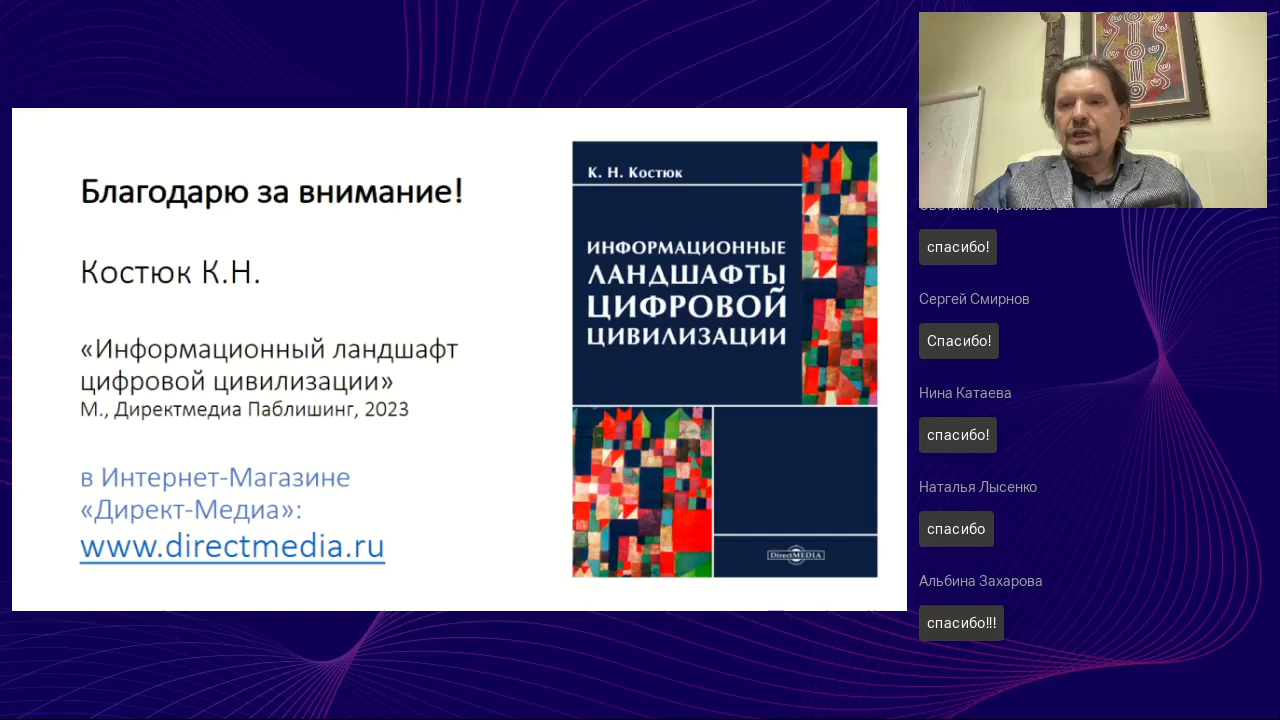 Благодарю за внимание!
Костюк К.Н.
«Информационный ландшафт
цифровой цивилизации»
М., Директмедиа Паблишинг, 2023
в Интернет-Магазине
«Директ-Медиа»:
www.directmedia.ru
К. Н. Костюк
ИНФОРМАЦИОННЫЕ
ЛАНДШАФТЫ
ЦИФРОВОЙ
ЦИВИЛИЗАЦИИ
DirectMEDIA
спасибо!
Сергей Смирнов
Спасибо!
Нина Катаева
спасибо!
Наталья Лысенко
спасибо
Альбина Захарова
спасибо!!!